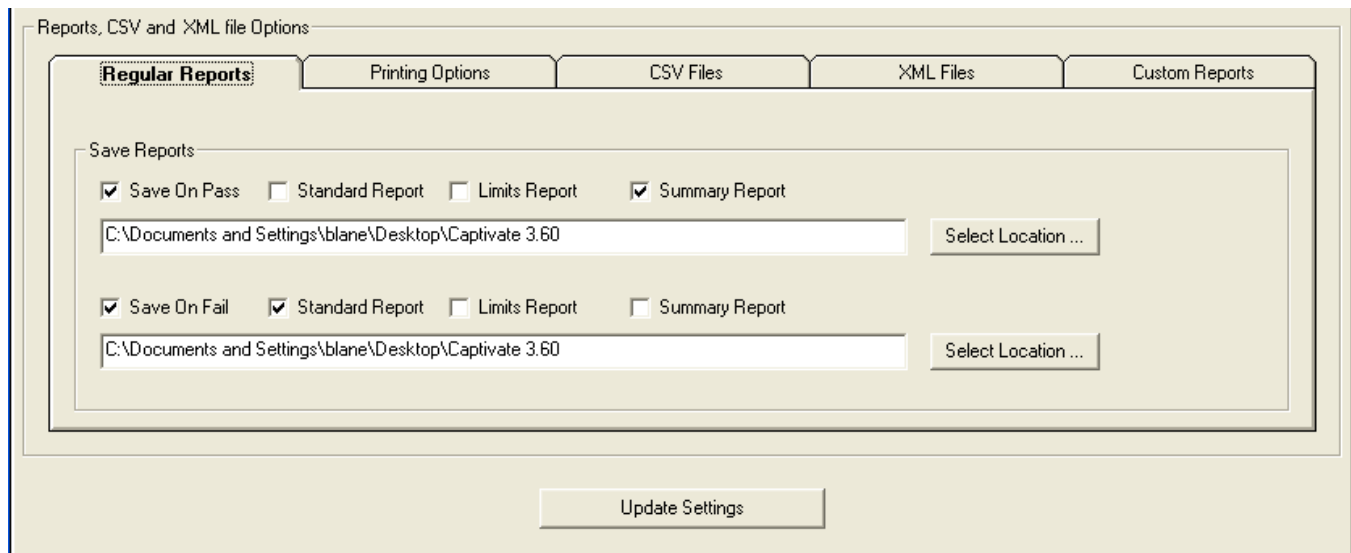 Reports, CSV and XML file Options
Regular Reports Printing Options CSV Files XML Files Custom Reports
Save Reports
Save On Pass Standard Report Limits Report Summary Report
C:\Documents and Settings\blane\Desktop\Captivate 3.60 Select Location ...
Save On Fail Standard Report Limits Report Summary Report
C:\Documents and Settings\blane\Desktop\Captivate 3.60 Select Location ...
Update Settings